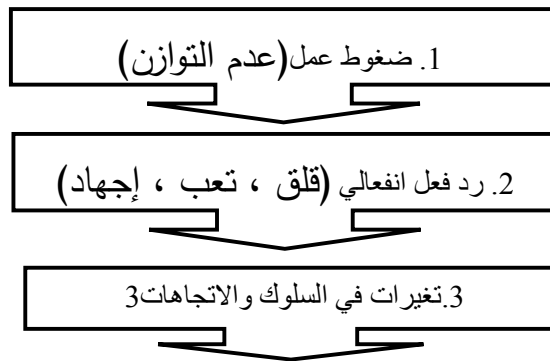 1. ضغوط عمل(عدم التوازن)
2. رد فعل انفعالي (قلق ، تعب ، إجهاد)
3.تغيرات في السلوك والاتجاهات3